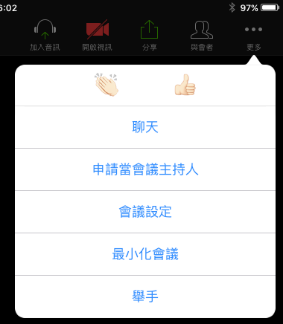 6:02
97%
加入音訊 開啟視訊 分享 與會者 更多
聊天
申請當會議主持人
會議設定
最小化會議
舉手